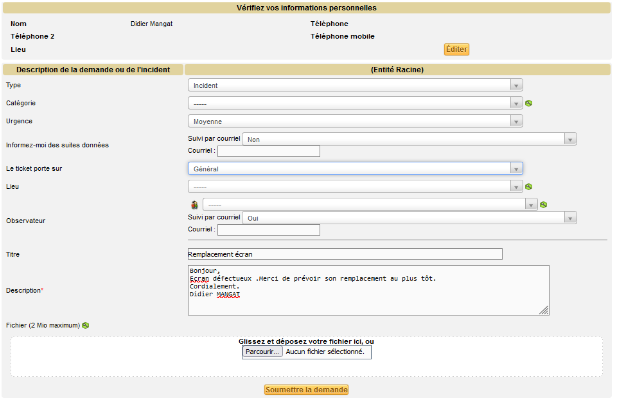 Vérifiez vos informations personnelles
Nom Didier Mangat Téléphone
Téléphone 2 Téléphone mobile
Lieu Éditer
Description de la demande ou de l'incident (Entité Racine)
Type Incident
Catégorie -----
Urgence Moyenne
Informez-moi des suites données Suivi par courriel Non
Courriel :
Le ticket porte sur Général
Lieu -----
-----
Observateur Suivi par courriel Oui
Courriel :
Titre Remplacement écran
Description* Bonjour,
Ecran défectueux .Merci de prévoir son remplacement au plus tôt.
Cordialement.
Didier MANGAT
Fichier (2 Mio maximum)
Glissez et déposez votre fichier ici, ou
Parcourir... Aucun fichier sélectionné.
Soumettre la demande